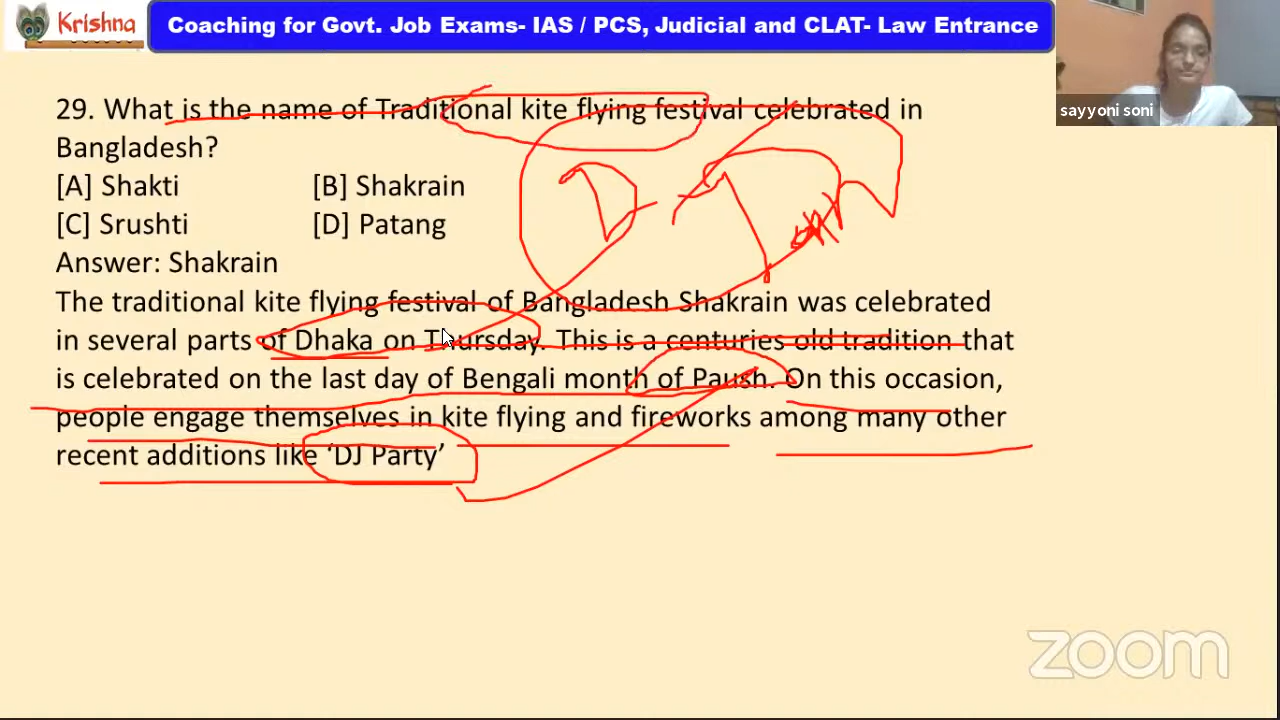 Krishna
Coaching for Govt. Job Exams- IAS / PCS, Judicial and CLAT- Law Entrance
sayyoni soni
29. What is the name of Traditional kite flying festival celebrated in
Bangladesh?
[A] Shakti [B] Shakrain
[C] Srushti [D] Patang
Answer: Shakrain
The traditional kite flying festival of Bangladesh Shakrain was celebrated
in several parts of Dhaka on Thursday. This is a centuries old tradition that
is celebrated on the last day of Bengali month of Paush. On this occasion,
people engage themselves in kite flying and fireworks among many other
recent additions like ‘DJ Party’
zoom